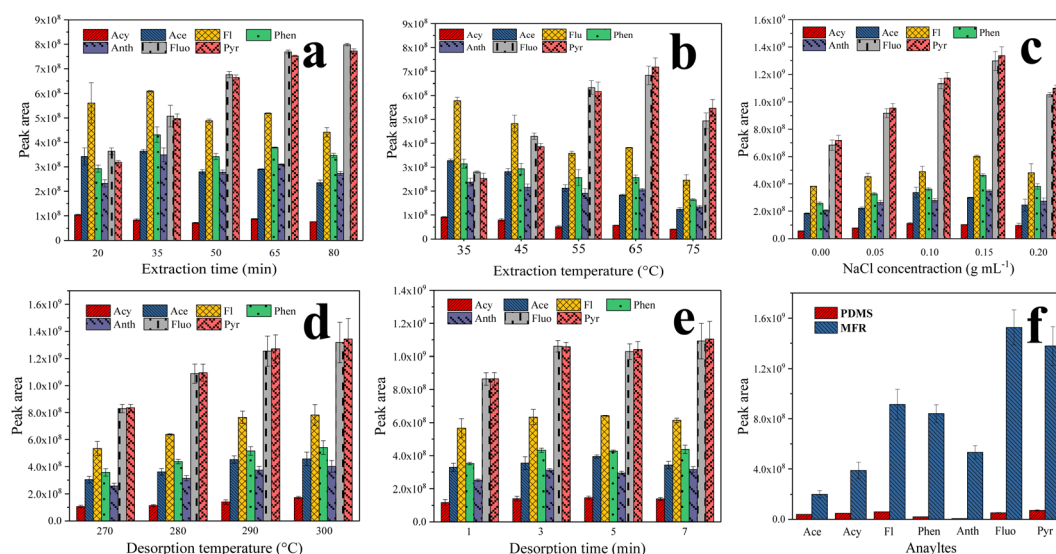 9x10⁸
8x10⁸
7x10⁸
6x10⁸
5x10⁸
4x10⁸
3x10⁸
2x10⁸
1x10⁸
0
Peak area
Acy Ace Fl Phen
Anth Fluo Pyr
a
20 35 50 65 80
Extraction time (min)
9x10⁸
8x10⁸
7x10⁸
6x10⁸
5x10⁸
4x10⁸
3x10⁸
2x10⁸
1x10⁸
0
Peak area
Acy Ace Flu Phen
Anth Fluo Pyr
b
35 45 55 65 75
Extraction temperature (°C)
1.6x10⁹
1.4x10⁹
1.2x10⁹
1.0x10⁹
8.0x10⁸
6.0x10⁸
4.0x10⁸
2.0x10⁸
0.0
Peak area
Acy Ace Fl Phen
Anth Fluo Pyr
c
0.00 0.05 0.10 0.15 0.20
NaCl concentraction (g mL⁻¹)
1.6x10⁹
1.4x10⁹
1.2x10⁹
1.0x10⁹
8.0x10⁸
6.0x10⁸
4.0x10⁸
2.0x10⁸
0.0
Peak area
Acy Ace Fl Phen
Anth Fluo Pyr
d
270 280 290 300
Desorption temperature (°C)
1.4x10⁹
1.2x10⁹
1.0x10⁹
8.0x10⁸
6.0x10⁸
4.0x10⁸
2.0x10⁸
0.0
Peak area
Acy Ace Fl Phen
Anth Fluo Pyr
e
1 3 5 7
Desorption time (min)
1.6x10⁹
1.2x10⁹
8.0x10⁸
4.0x10⁸
0.0
Peak area
PDMS
MFR
f
Ace Acy Fl Phen Anth Fluo Pyr
Anayltes